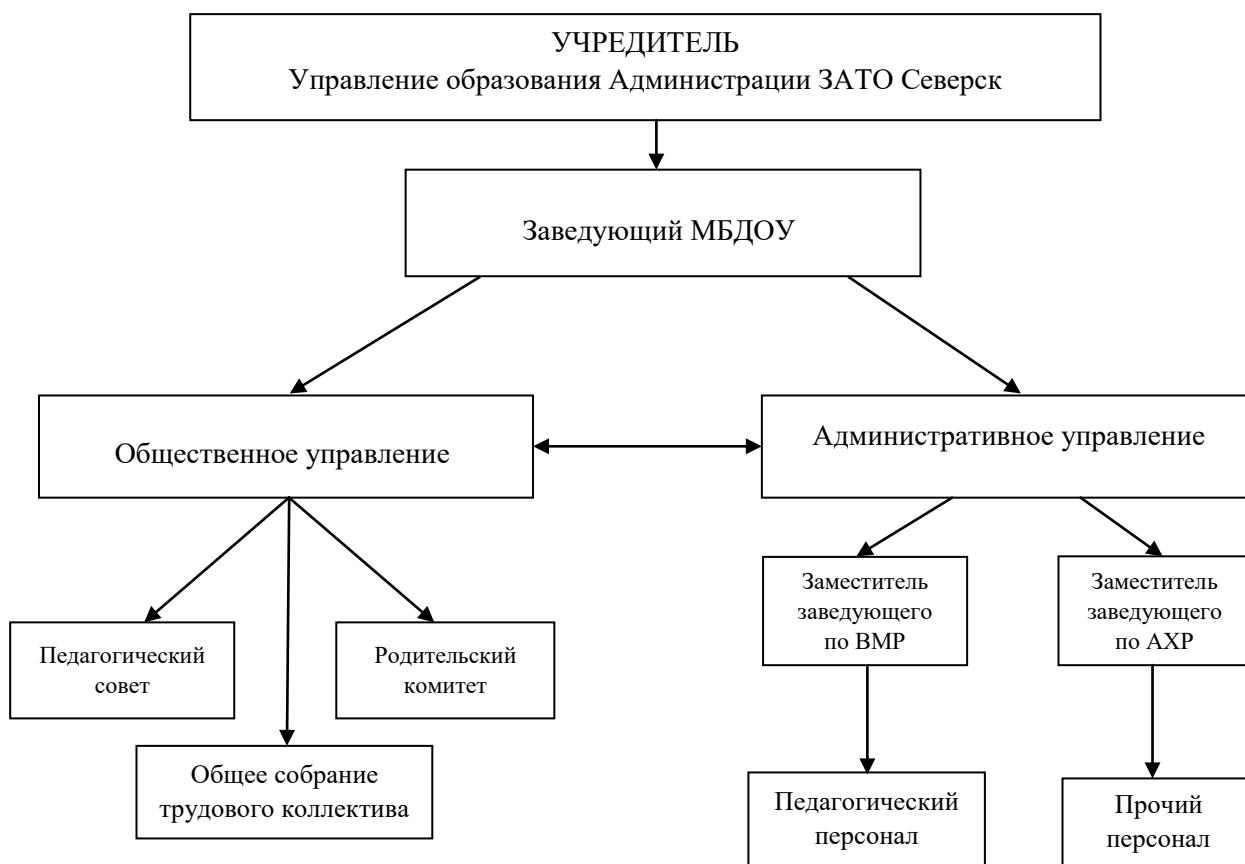 УЧРЕДИТЕЛЬ
Управление образования Администрации ЗАТО Северск
Заведующий МБДОУ
Общественное управление
Административное управление
Педагогический
совет
Родительский
комитет
Общее собрание
трудового коллектива
Заместитель
заведующего
по ВМР
Заместитель
заведующего
по АХР
Педагогический
персонал
Прочий
персонал